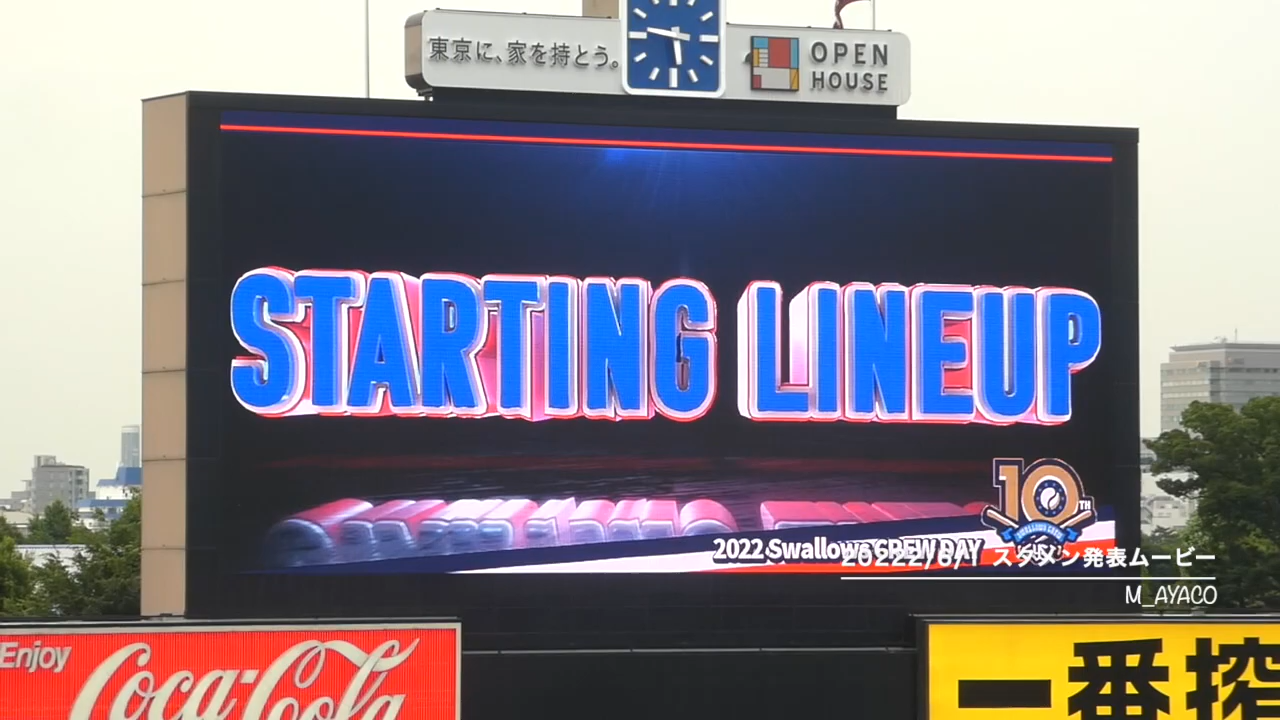 東京に、家を持とう。
OPEN
HOUSE
STARTING LINEUP
10TH
2022 Swallows CREW DAY
スタメン発表ムービー
M_AYACO
Enjoy
Coca-Cola
一番搾